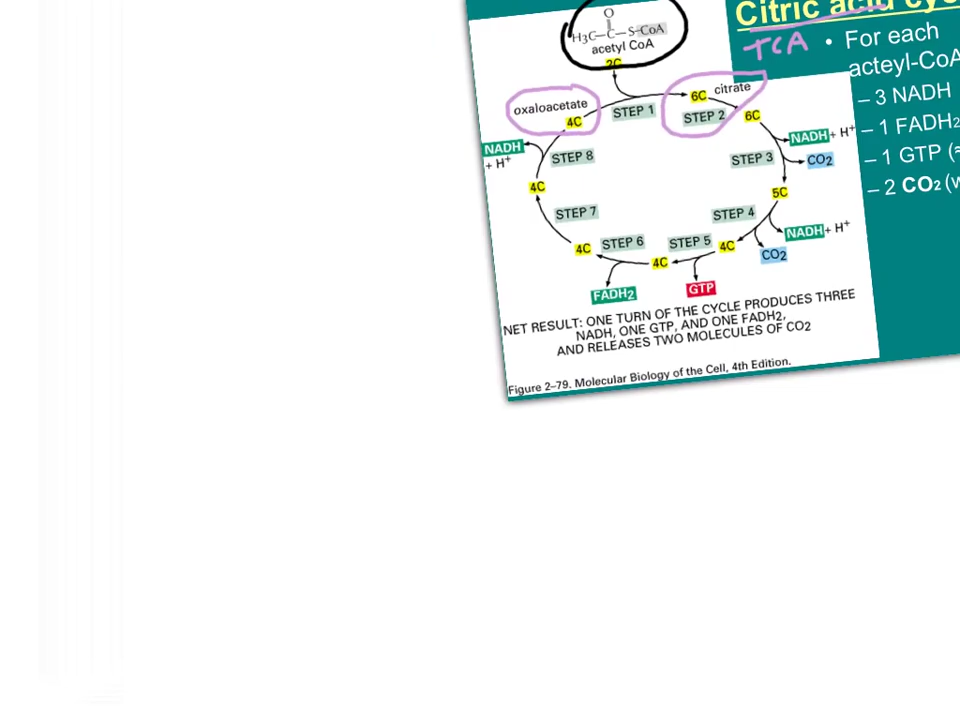 O
H3C—C—S-CoA
acetyl CoA
2C
Citric acid cy
TCA
• For each
acteyl-CoA
– 3 NADH
– 1 FADH2
– 1 GTP (≈
– 2 CO2 (w
oxaloacetate
4C
STEP 1
6C
citrate
STEP 2
6C
NADH + H+
STEP 3
CO2
5C
STEP 4
NADH + H+
CO2
4C
STEP 5
GTP
4C
STEP 6
FADH2
4C
STEP 7
4C
STEP 8
NADH
+ H+
NET RESULT: ONE TURN OF THE CYCLE PRODUCES THREE
NADH, ONE GTP, AND ONE FADH2,
AND RELEASES TWO MOLECULES OF CO2
Figure 2–79. Molecular Biology of the Cell, 4th Edition.